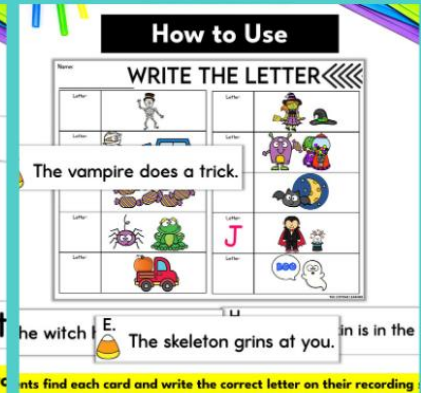 How to Use
Name:
WRITE THE LETTER
Letter: Letter:
Letter: Letter:
The vampire does a trick.
Letter: Letter:
J
Letter: Letter:
BOO
he witch
E.
The skeleton grins at you.
in is in the
nts find each card and write the correct letter on their recording